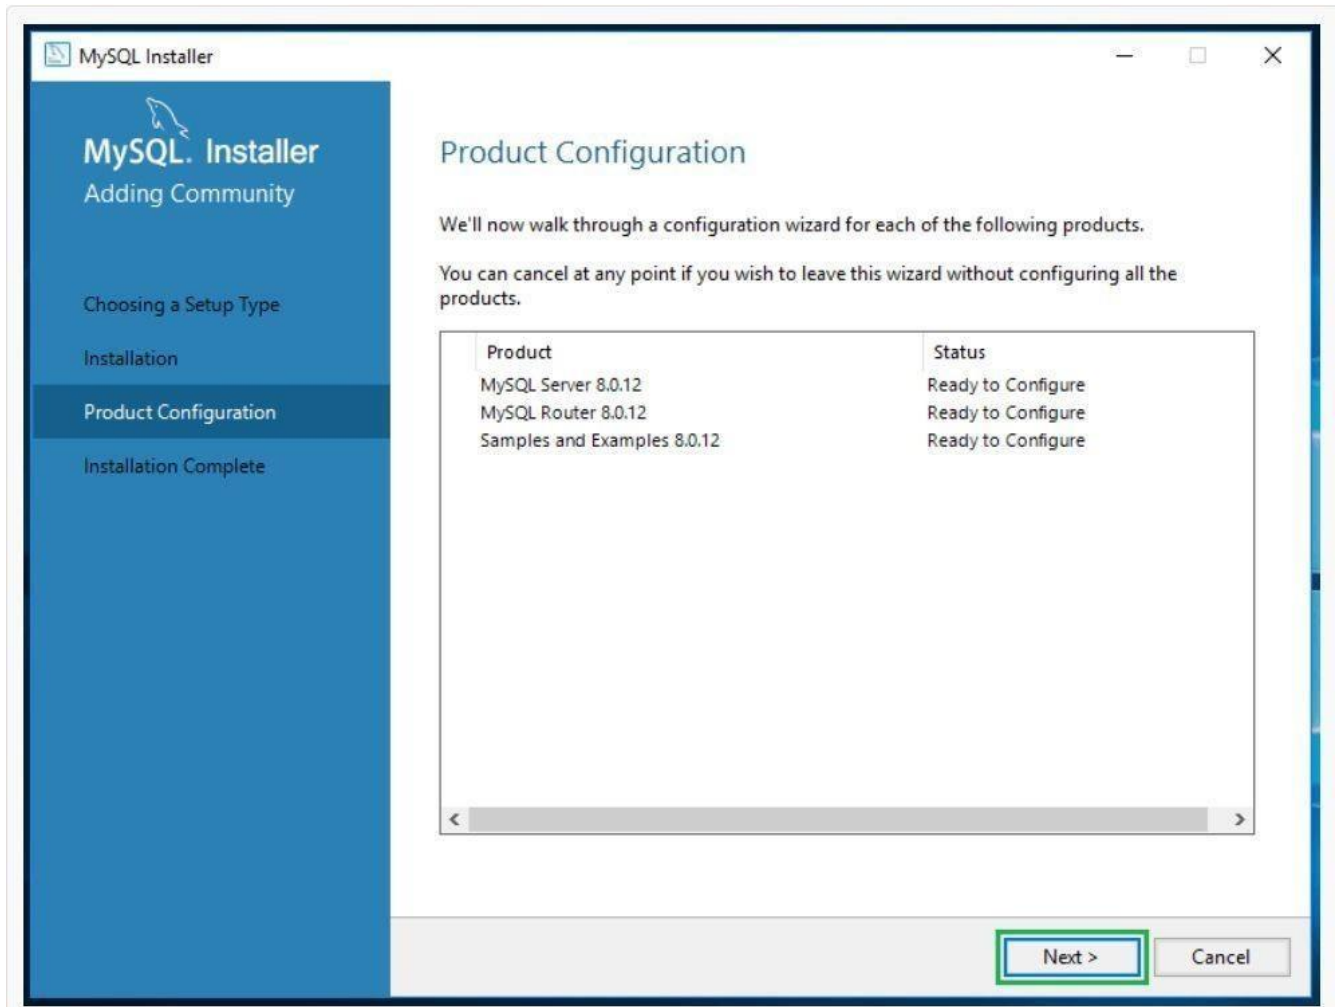 MySQL Installer
MySQL. Installer
Adding Community
Choosing a Setup Type
Installation
Product Configuration
Installation Complete
Product Configuration
We'll now walk through a configuration wizard for each of the following products.
You can cancel at any point if you wish to leave this wizard without configuring all the
products.
Product Status
MySQL Server 8.0.12 Ready to Configure
MySQL Router 8.0.12 Ready to Configure
Samples and Examples 8.0.12 Ready to Configure
Next > Cancel